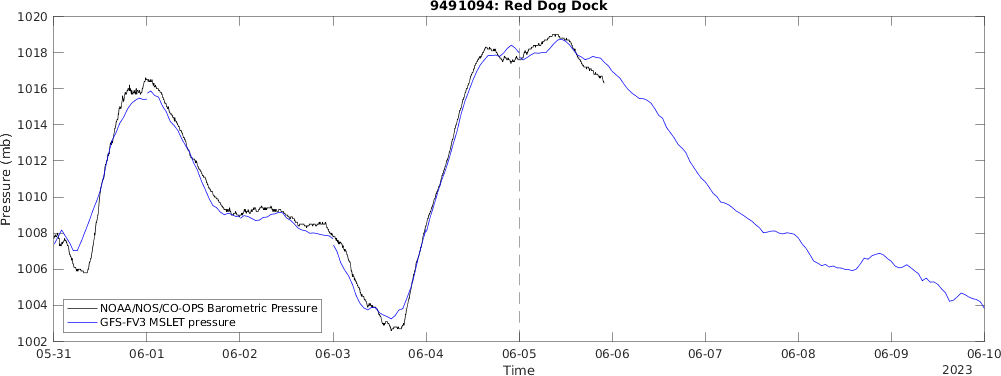 9491094: Red Dog Dock
1020
1018
1016
1014
1012
1010
1008
1006
1004
1002
Pressure (mb)
NOAA/NOS/CO-OPS Barometric Pressure
GFS-FV3 MSLET pressure
05-31 06-01 06-02 06-03 06-04 06-05 06-06 06-07 06-08 06-09 06-10
Time
2023